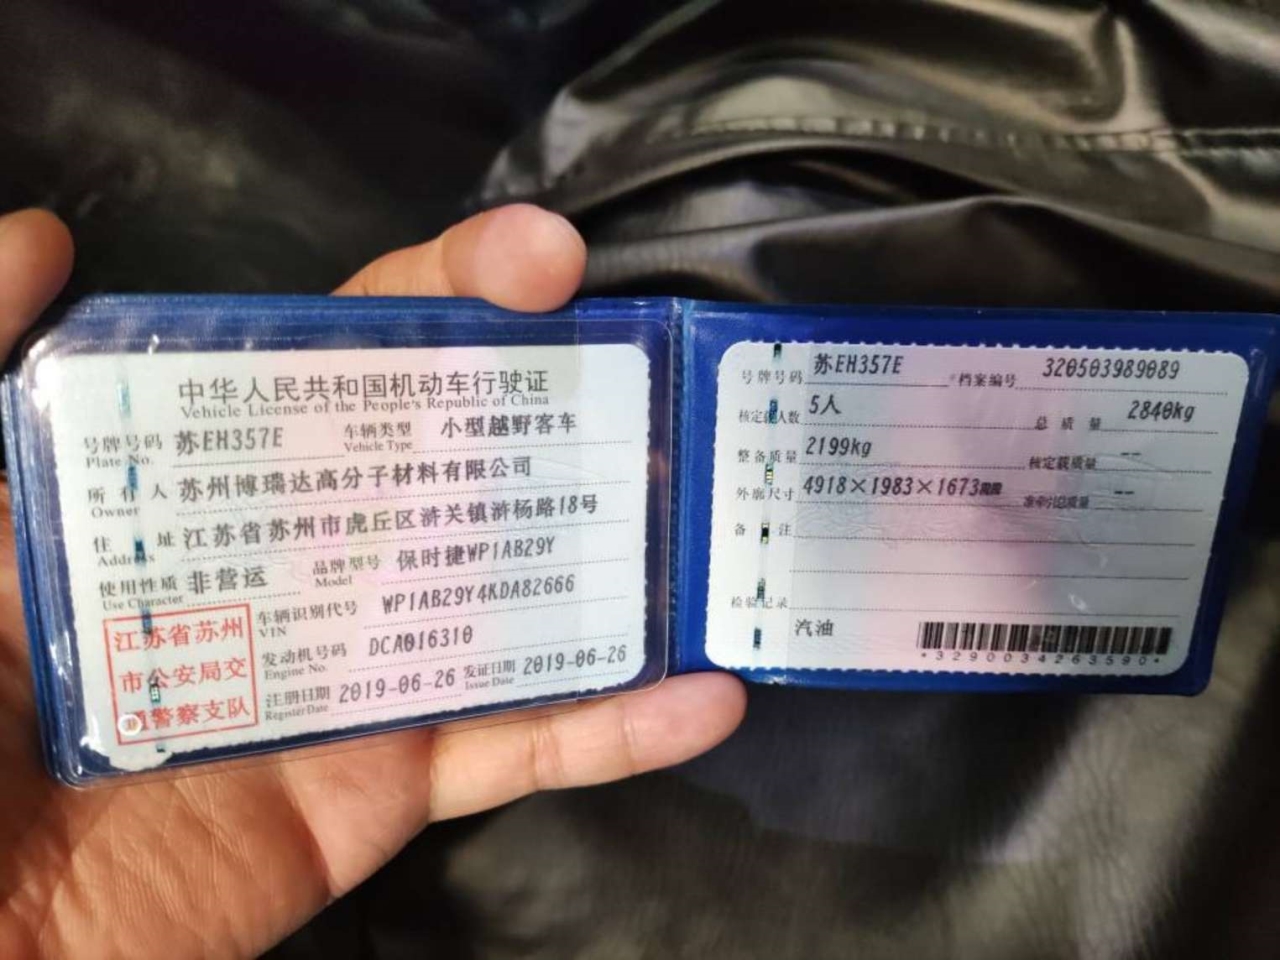 中华人民共和国机动车行驶证
Vehicle License of the People's Republic of China
号牌号码 苏EH357E 车辆类型 小型越野客车
Plate No. Vehicle Type
所有人 苏州博瑞达高分子材料有限公司
Owner
住址 江苏省苏州市虎丘区浒关镇浒杨路18号
Address
使用性质 非营运 品牌型号 保时捷WP1AB29Y
Use Character Model
车辆识别代号 WP1AB29Y4KDA82666
VIN
发动机号码 DCA016310
Engine No.
注册日期 2019-06-26 发证日期 2019-06-26
Register Date Issue Date
江苏省苏州
市公安局交
通警察支队
号牌号码 苏EH357E 档案编号 320503989089
核定载人数 5人 总质量 2840kg
整备质量 2199kg 核定载质量 --
外廓尺寸 4918×1983×1673 准牵引总质量 --
备注
检验记录
汽油
*3290034263590*